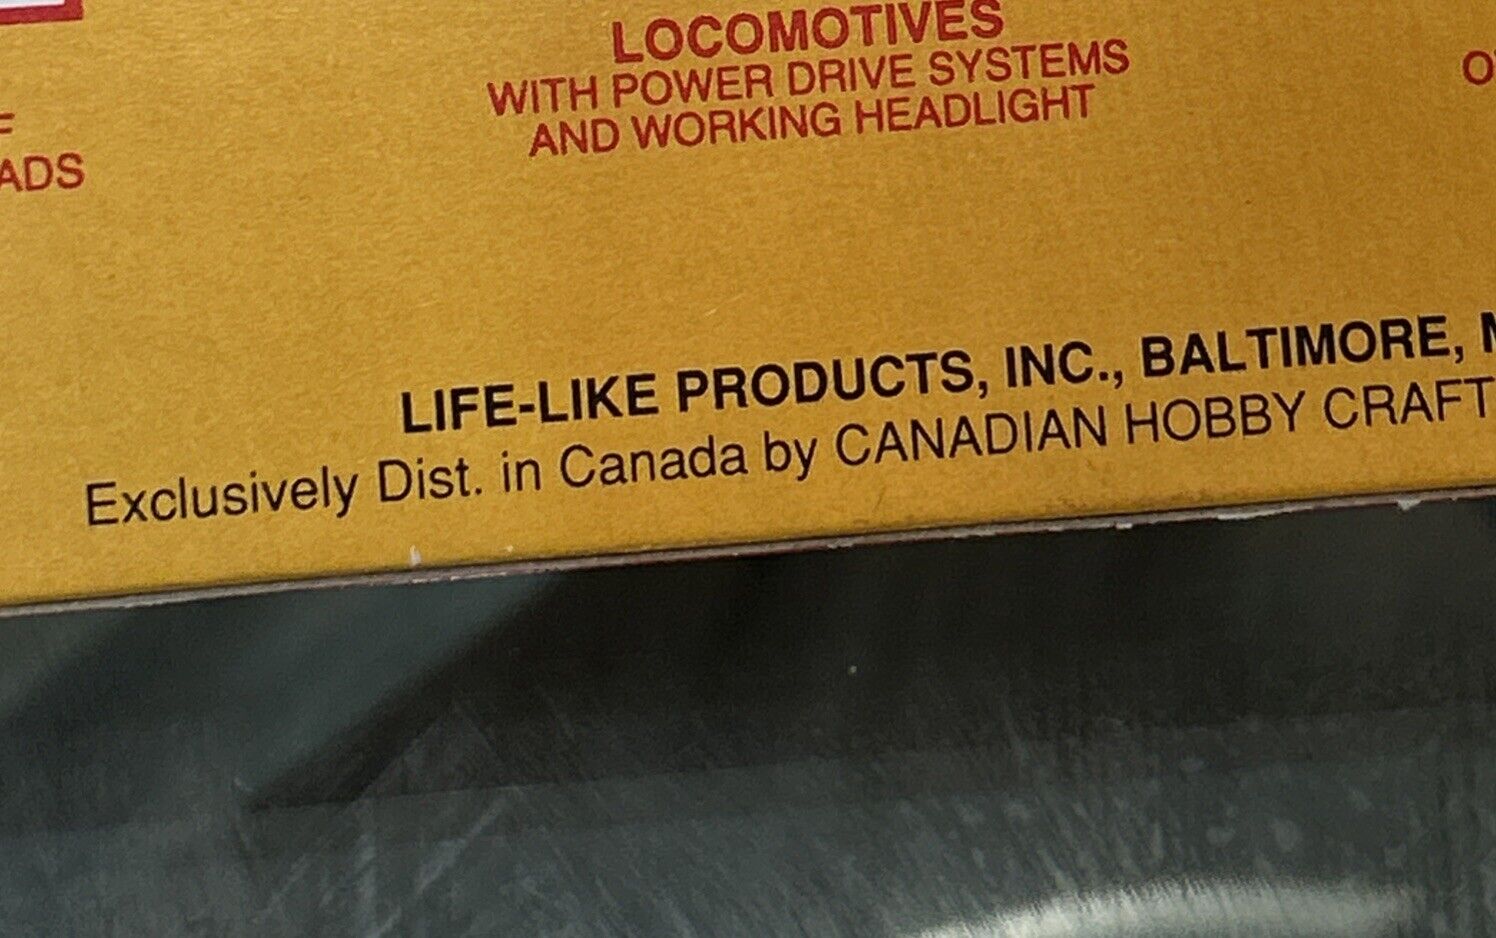 LOCOMOTIVES
WITH POWER DRIVE SYSTEMS
AND WORKING HEADLIGHT
LIFE-LIKE PRODUCTS, INC., BALTIMORE,
Exclusively Dist. in Canada by CANADIAN HOBBY CRAFT